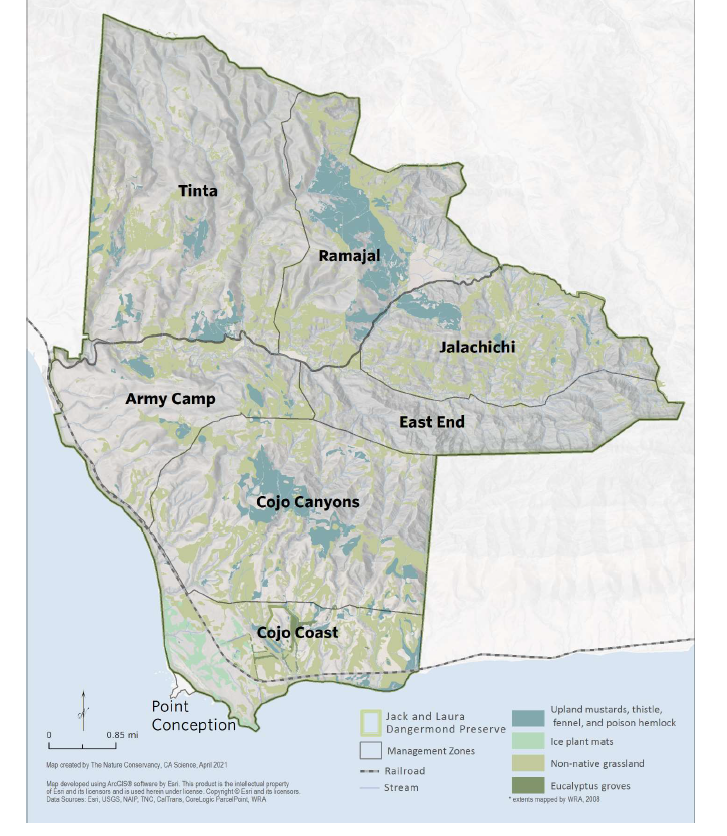 Tinta
Ramajal
Jalachichi
Army Camp
East End
Cojo Canyons
Cojo Coast
Point
Conception
N
0 0.85 mi
Map created by The Nature Conservancy, CA Science, April 2021
Map developed using ArcGIS® software by Esri. This product is the intellectual property
of Esri and its licensors and is used herein under license. Copyright © Esri and its licensors.
Data Sources: Esri, USGS, NAIP, TNC, CalTrans, CoreLogic ParcelPoint, WRA
Jack and Laura
Dangermond Preserve
Management Zones
Railroad
Stream
Upland mustards, thistle,
fennel, and poison hemlock
Ice plant mats
Non-native grassland
Eucalyptus groves
* extents mapped by WRA, 2008